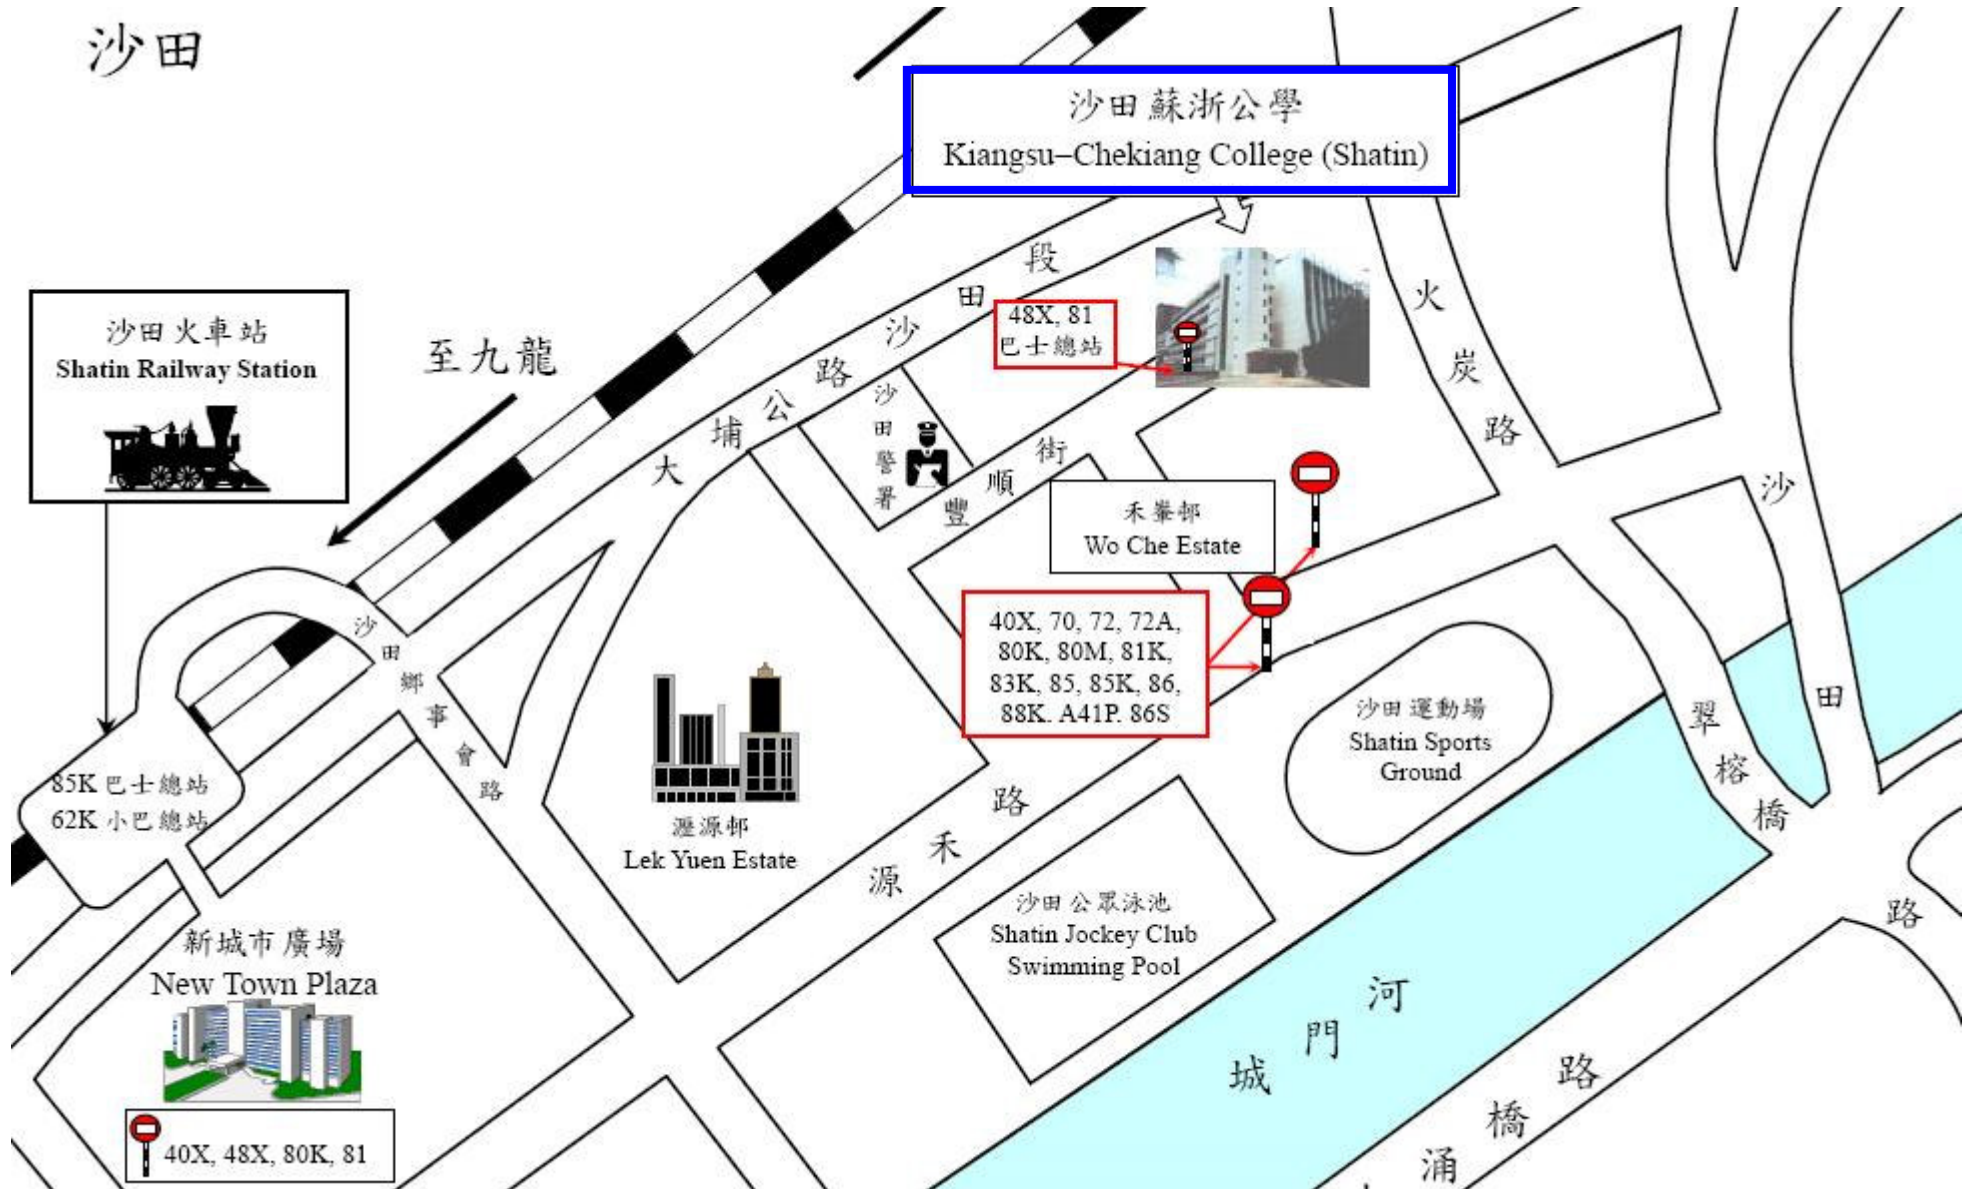 沙田
沙田蘇浙公學
Kiangsu–Chekiang College (Shatin)
沙田火車站
Shatin Railway Station
至九龍
大埔公路沙田段
48X, 81
巴士總站
沙田警署
豐順街
火炭路
禾輋邨
Wo Che Estate
40X, 70, 72, 72A,
80K, 80M, 81K,
83K, 85, 85K, 86,
88K. A41P. 86S
沙田鄉事會路
沙田路
85K 巴士總站
62K 小巴總站
瀝源邨
Lek Yuen Estate
源禾路
沙田運動場
Shatin Sports
Ground
翠榕橋
沙田公眾泳池
Shatin Jockey Club
Swimming Pool
新城市廣場
New Town Plaza
40X, 48X, 80K, 81
城門河
涌橋路